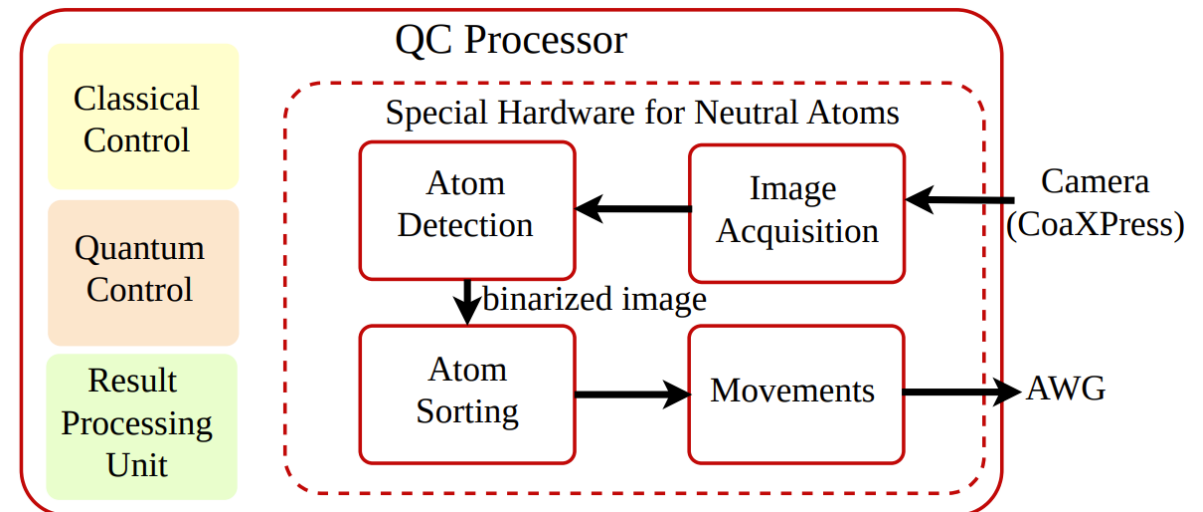 QC Processor
Classical
Control
Quantum
Control
Result
Processing
Unit
Special Hardware for Neutral Atoms
Atom
Detection
Image
Acquisition
Camera
(CoaXPress)
binarized image
Atom
Sorting
Movements
AWG